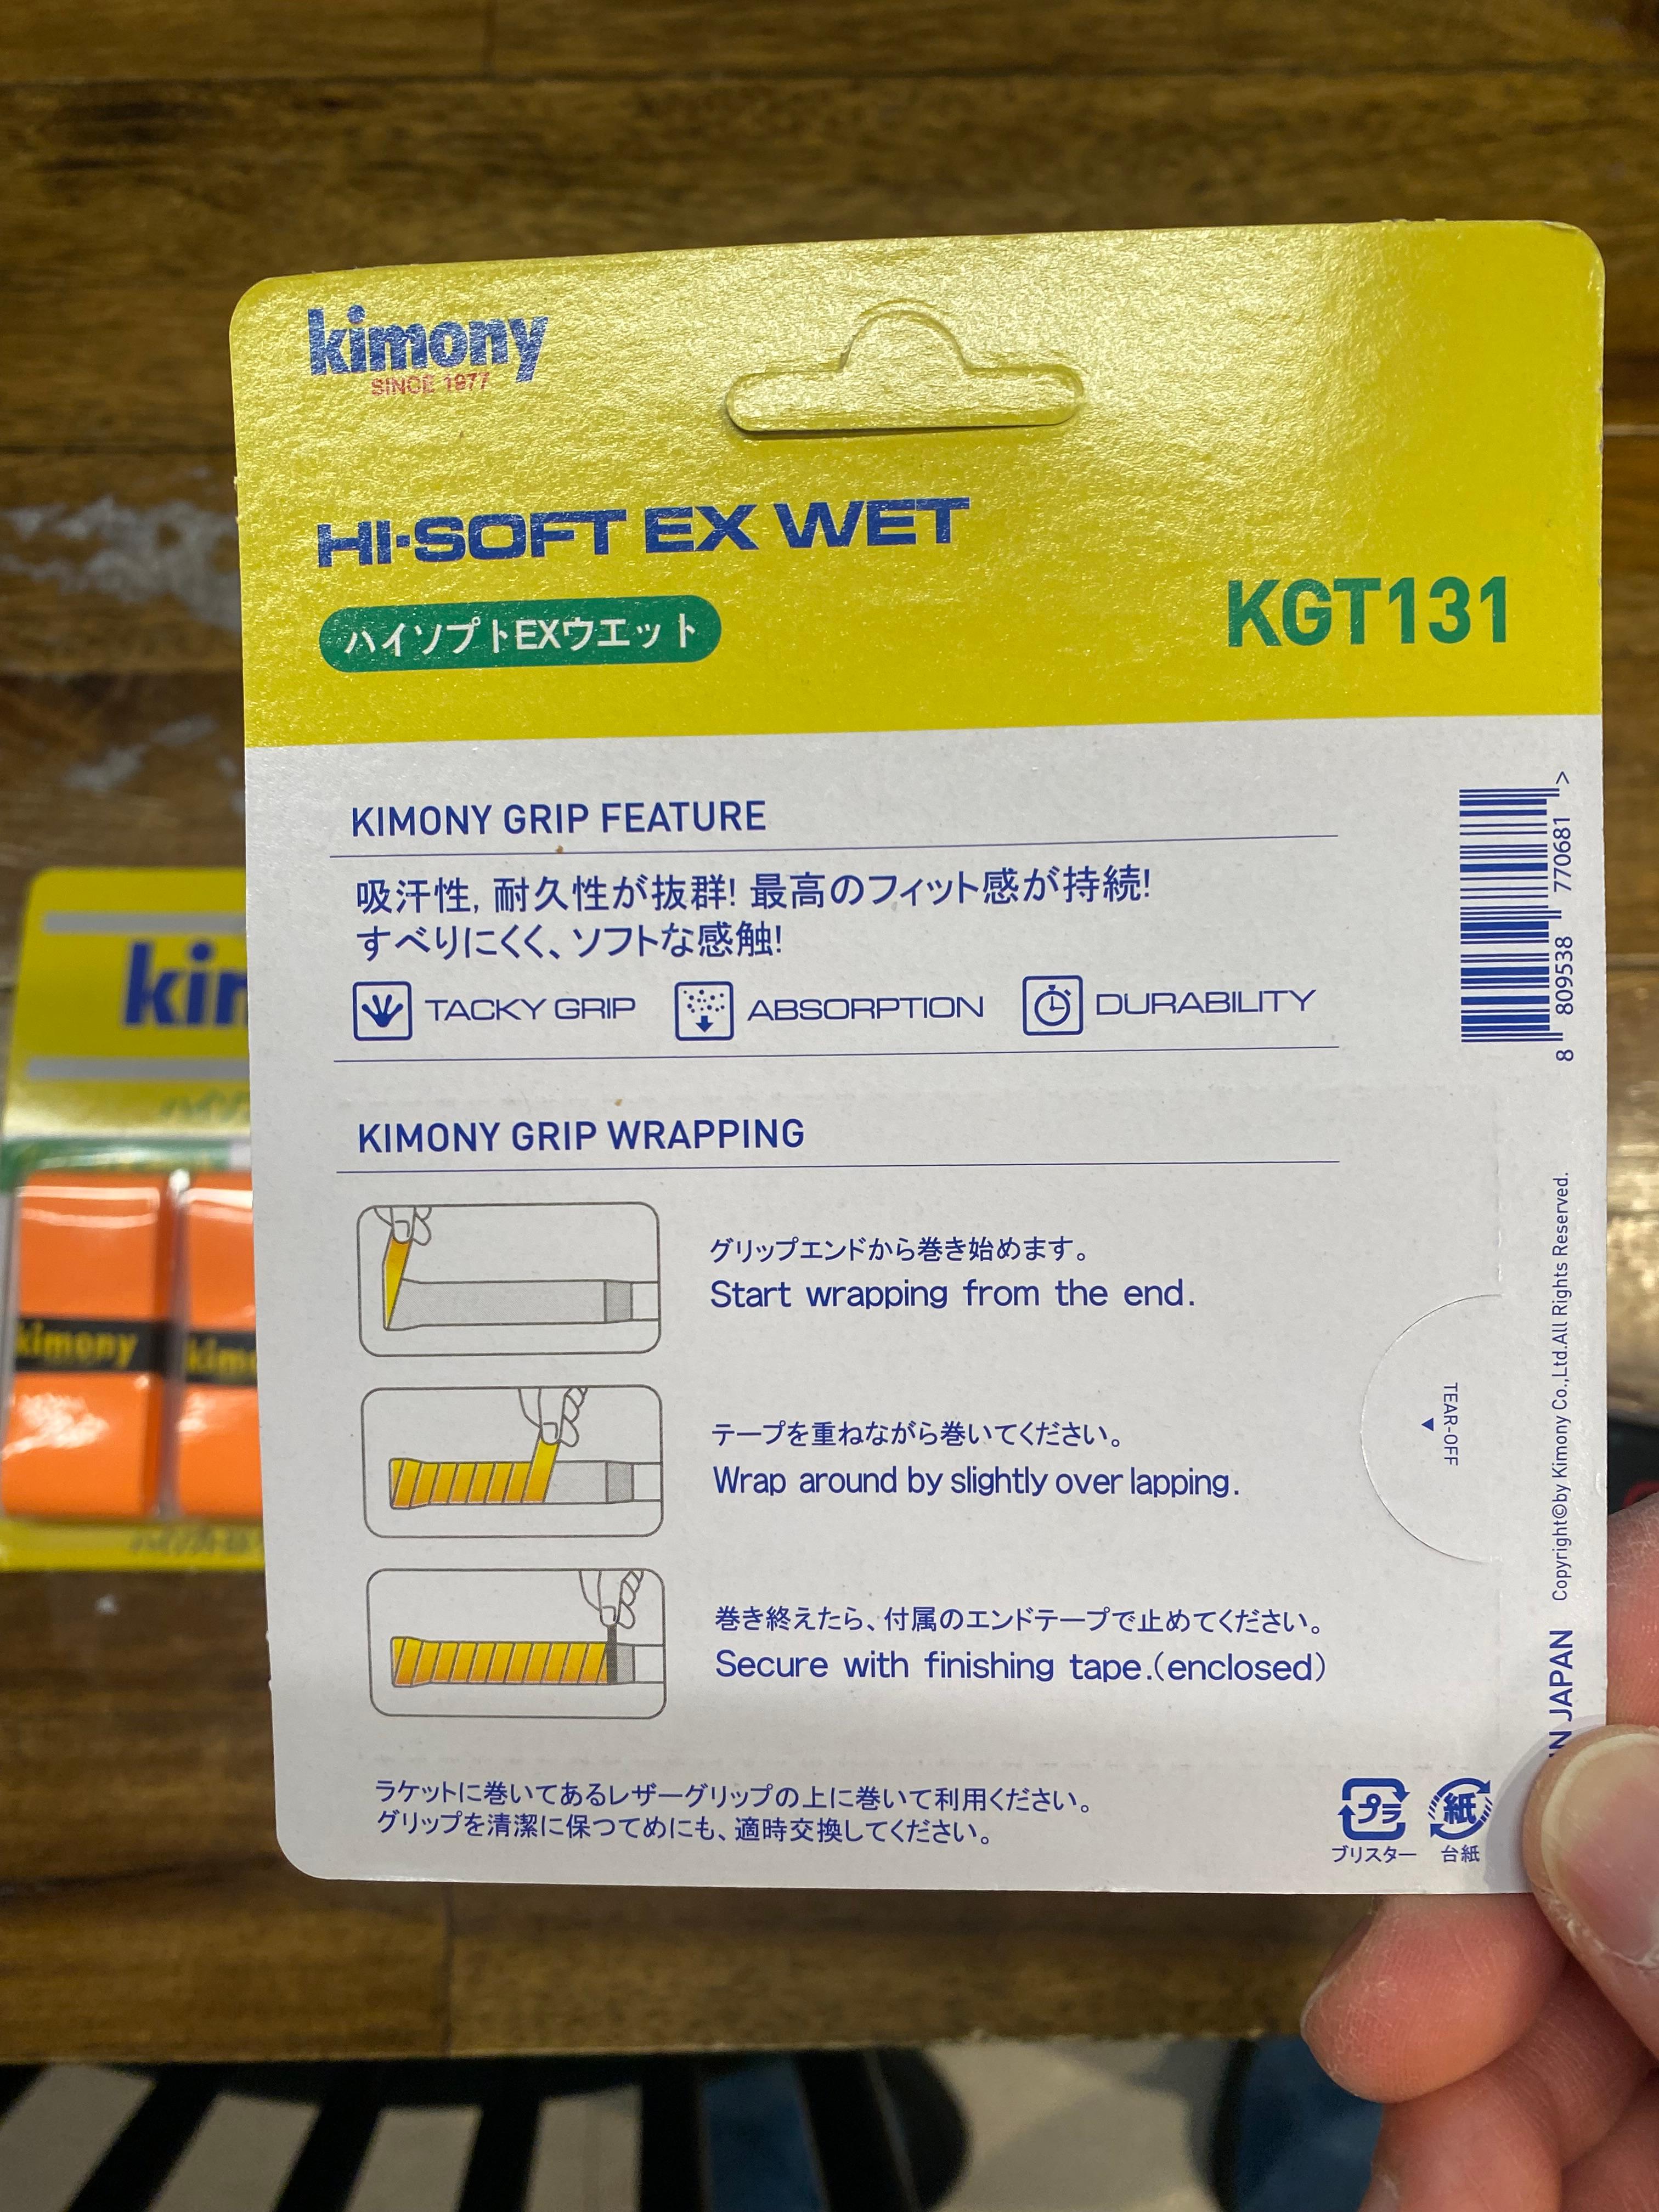 kimony
SINCE 1977
HI·SOFT EX WET
ハイソプトEXウエット
KGT131
KIMONY GRIP FEATURE
吸汗性, 耐久性が抜群! 最高のフィット感が持続!
すべりにくく、ソフトな感触!
TACKY GRIP
ABSORPTION
DURABILITY
8 809538 770681 >
KIMONY GRIP WRAPPING
グリップエンドから巻き始めます。
Start wrapping from the end.
テープを重ねながら巻いてください。
Wrap around by slightly over lapping.
巻き終えたら、付属のエンドテープで止めてください。
Secure with finishing tape.(enclosed)
TEAR-OFF
IN JAPAN Copyright©by Kimony Co.,Ltd.All Rights Reserved.
ラケットに巻いてあるレザーグリップの上に巻いて利用ください。
グリップを清潔に保つてめにも、適時交換してください。
プラ
ブリスター
紙
台紙
kimony